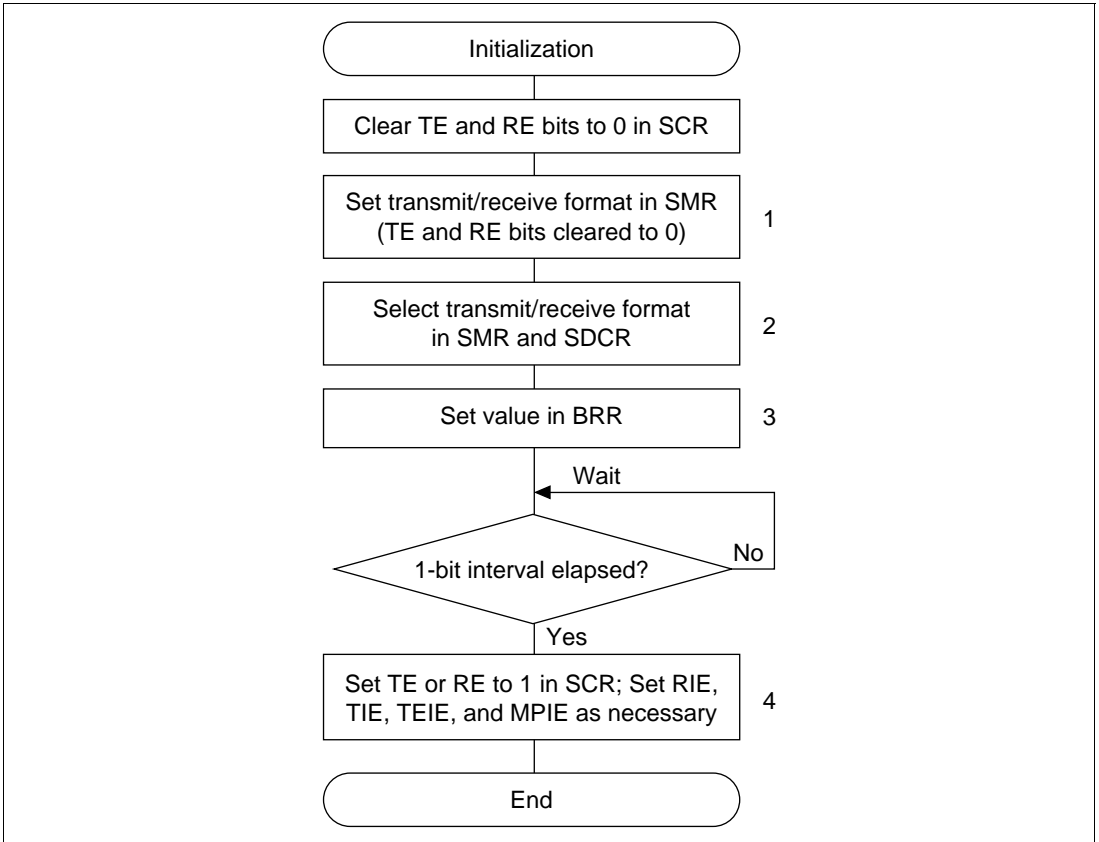 Initialization
Clear TE and RE bits to 0 in SCR
Set transmit/receive format in SMR
(TE and RE bits cleared to 0)
1
Select transmit/receive format
in SMR and SDCR
2
Set value in BRR
3
Wait
1-bit interval elapsed?
No
Yes
Set TE or RE to 1 in SCR; Set RIE,
TIE, TEIE, and MPIE as necessary
4
End